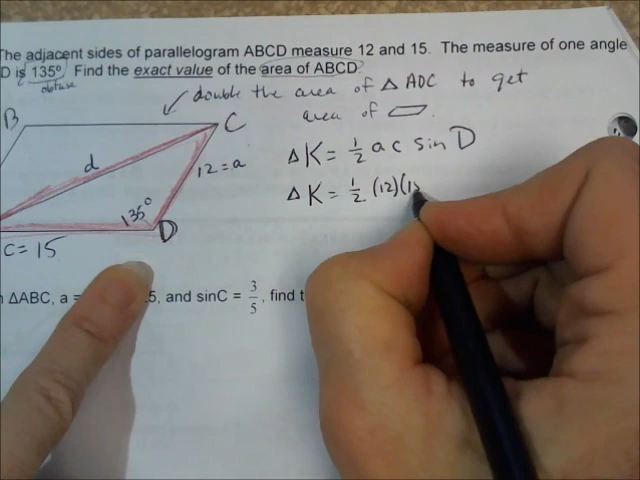 The adjacent sides of parallelogram ABCD measure 12 and 15. The measure of one angle
D is 135° Find the exact value of the area of ABCD.
obtuse
double the area of △ ADC to get
area of ▱.
B
C
△K = 1/2 a c sin D
d
12 = a
△K = 1/2 (12)(1
135°
D
C = 15
△ABC, a = 5, and sinC = 3/5, find t